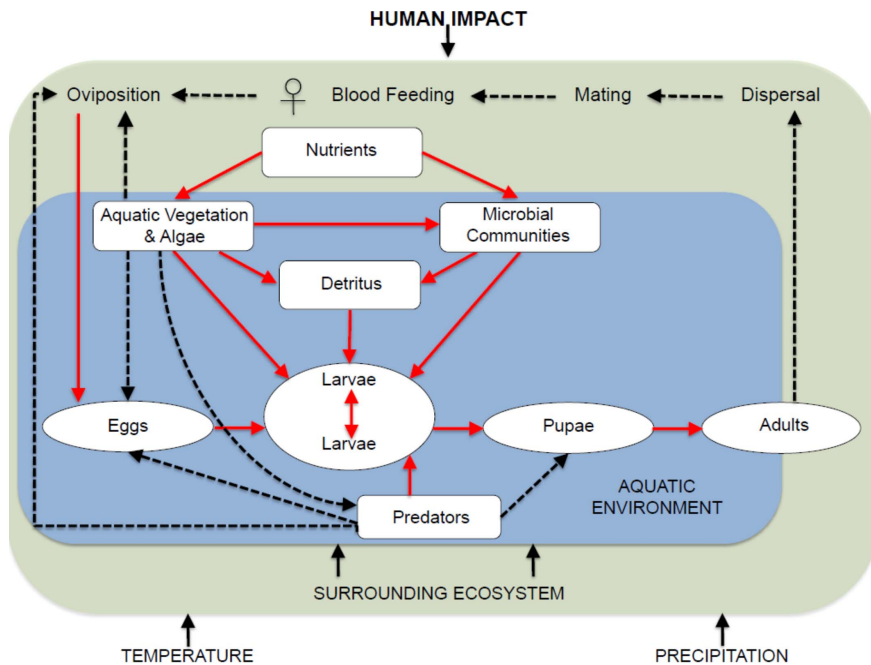 HUMAN IMPACT
Oviposition
Blood Feeding
Mating
Dispersal
Nutrients
Aquatic Vegetation
& Algae
Microbial
Communities
Detritus
Larvae
Larvae
Eggs
Pupae
Adults
Predators
AQUATIC
ENVIRONMENT
SURROUNDING ECOSYSTEM
TEMPERATURE
PRECIPITATION